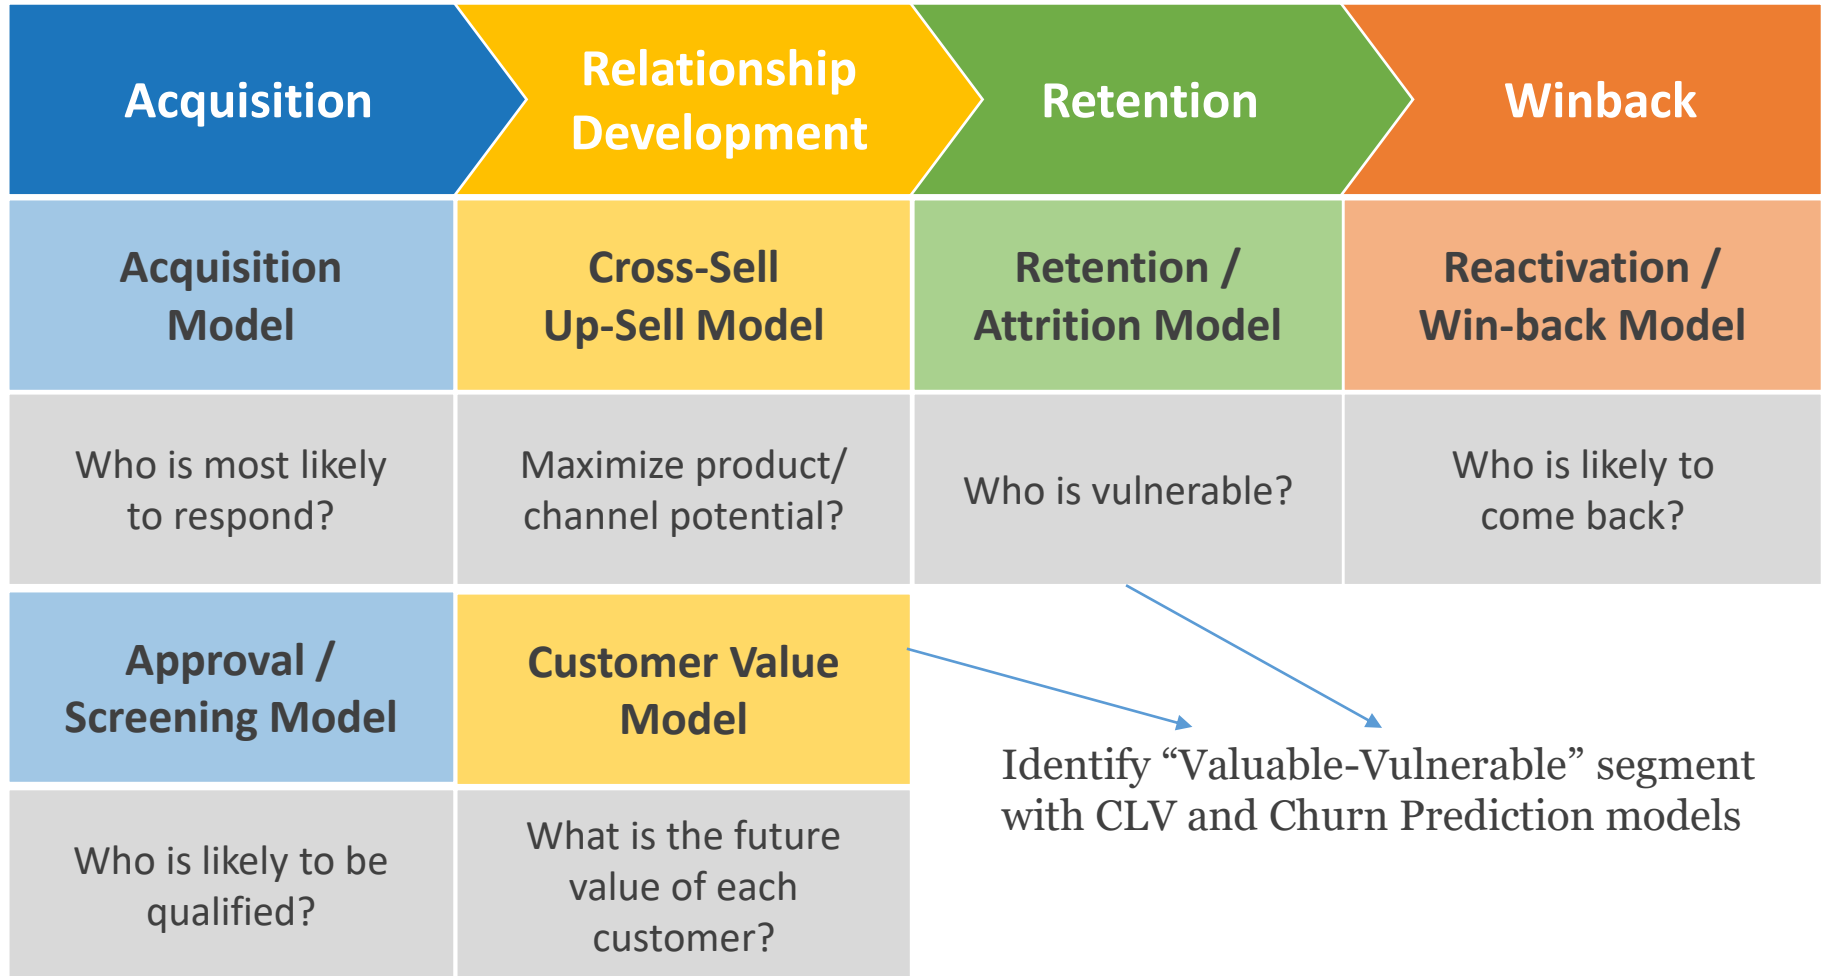 Acquisition
Relationship
Development
Retention
Winback
Acquisition
Model
Cross-Sell
Up-Sell Model
Retention /
Attrition Model
Reactivation /
Win-back Model
Who is most likely
to respond?
Maximize product/
channel potential?
Who is vulnerable?
Who is likely to
come back?
Approval /
Screening Model
Customer Value
Model
Identify “Valuable-Vulnerable” segment
with CLV and Churn Prediction models
Who is likely to be
qualified?
What is the future
value of each
customer?